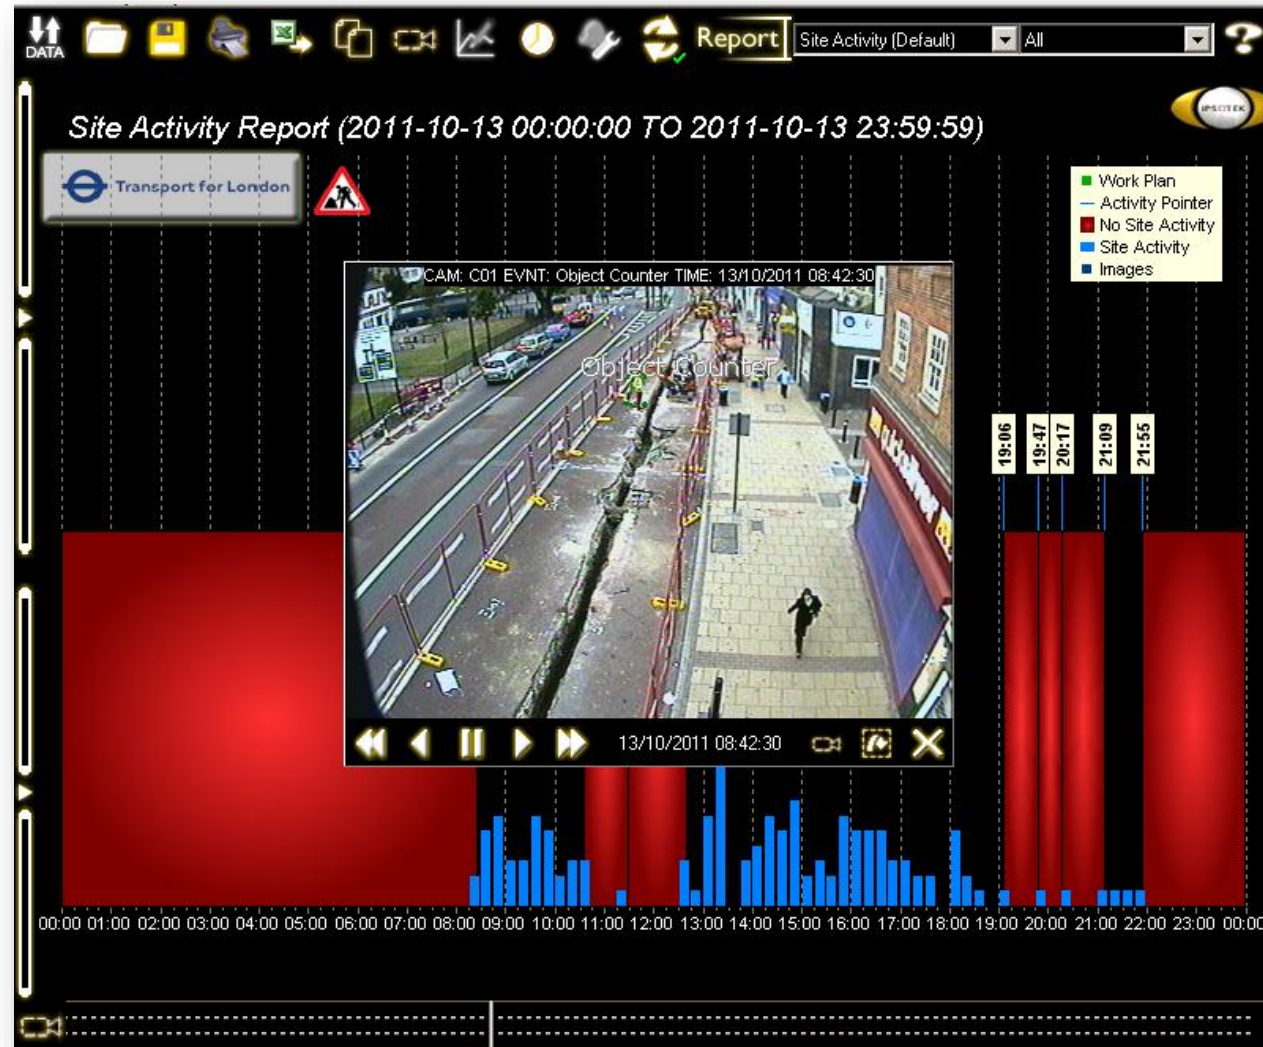 DATA
Report
Site Activity (Default)
All
?
IPSOTEK
Site Activity Report (2011-10-13 00:00:00 TO 2011-10-13 23:59:59)
Transport for London
Work Plan
Activity Pointer
No Site Activity
Site Activity
Images
CAM: C01 EVNT: Object Counter TIME: 13/10/2011 08:42:30
Object Counter
quicksilver
19:06
19:47
20:17
21:09
21:55
13/10/2011 08:42:30
00:00 01:00 02:00 03:00 04:00 05:00 06:00 07:00 08:00 09:00 10:00 11:00 12:00 13:00 14:00 15:00 16:00 17:00 18:00 19:00 20:00 21:00 22:00 23:00 00:00